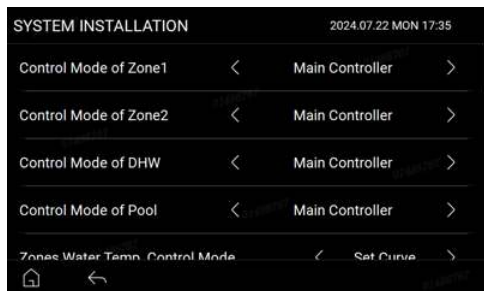 SYSTEM INSTALLATION 2024.07.22 MON 17:35
Control Mode of Zone1 Main Controller
Control Mode of Zone2 Main Controller
Control Mode of DHW Main Controller
Control Mode of Pool Main Controller
Zones Water Temp. Control Mode Set Curve